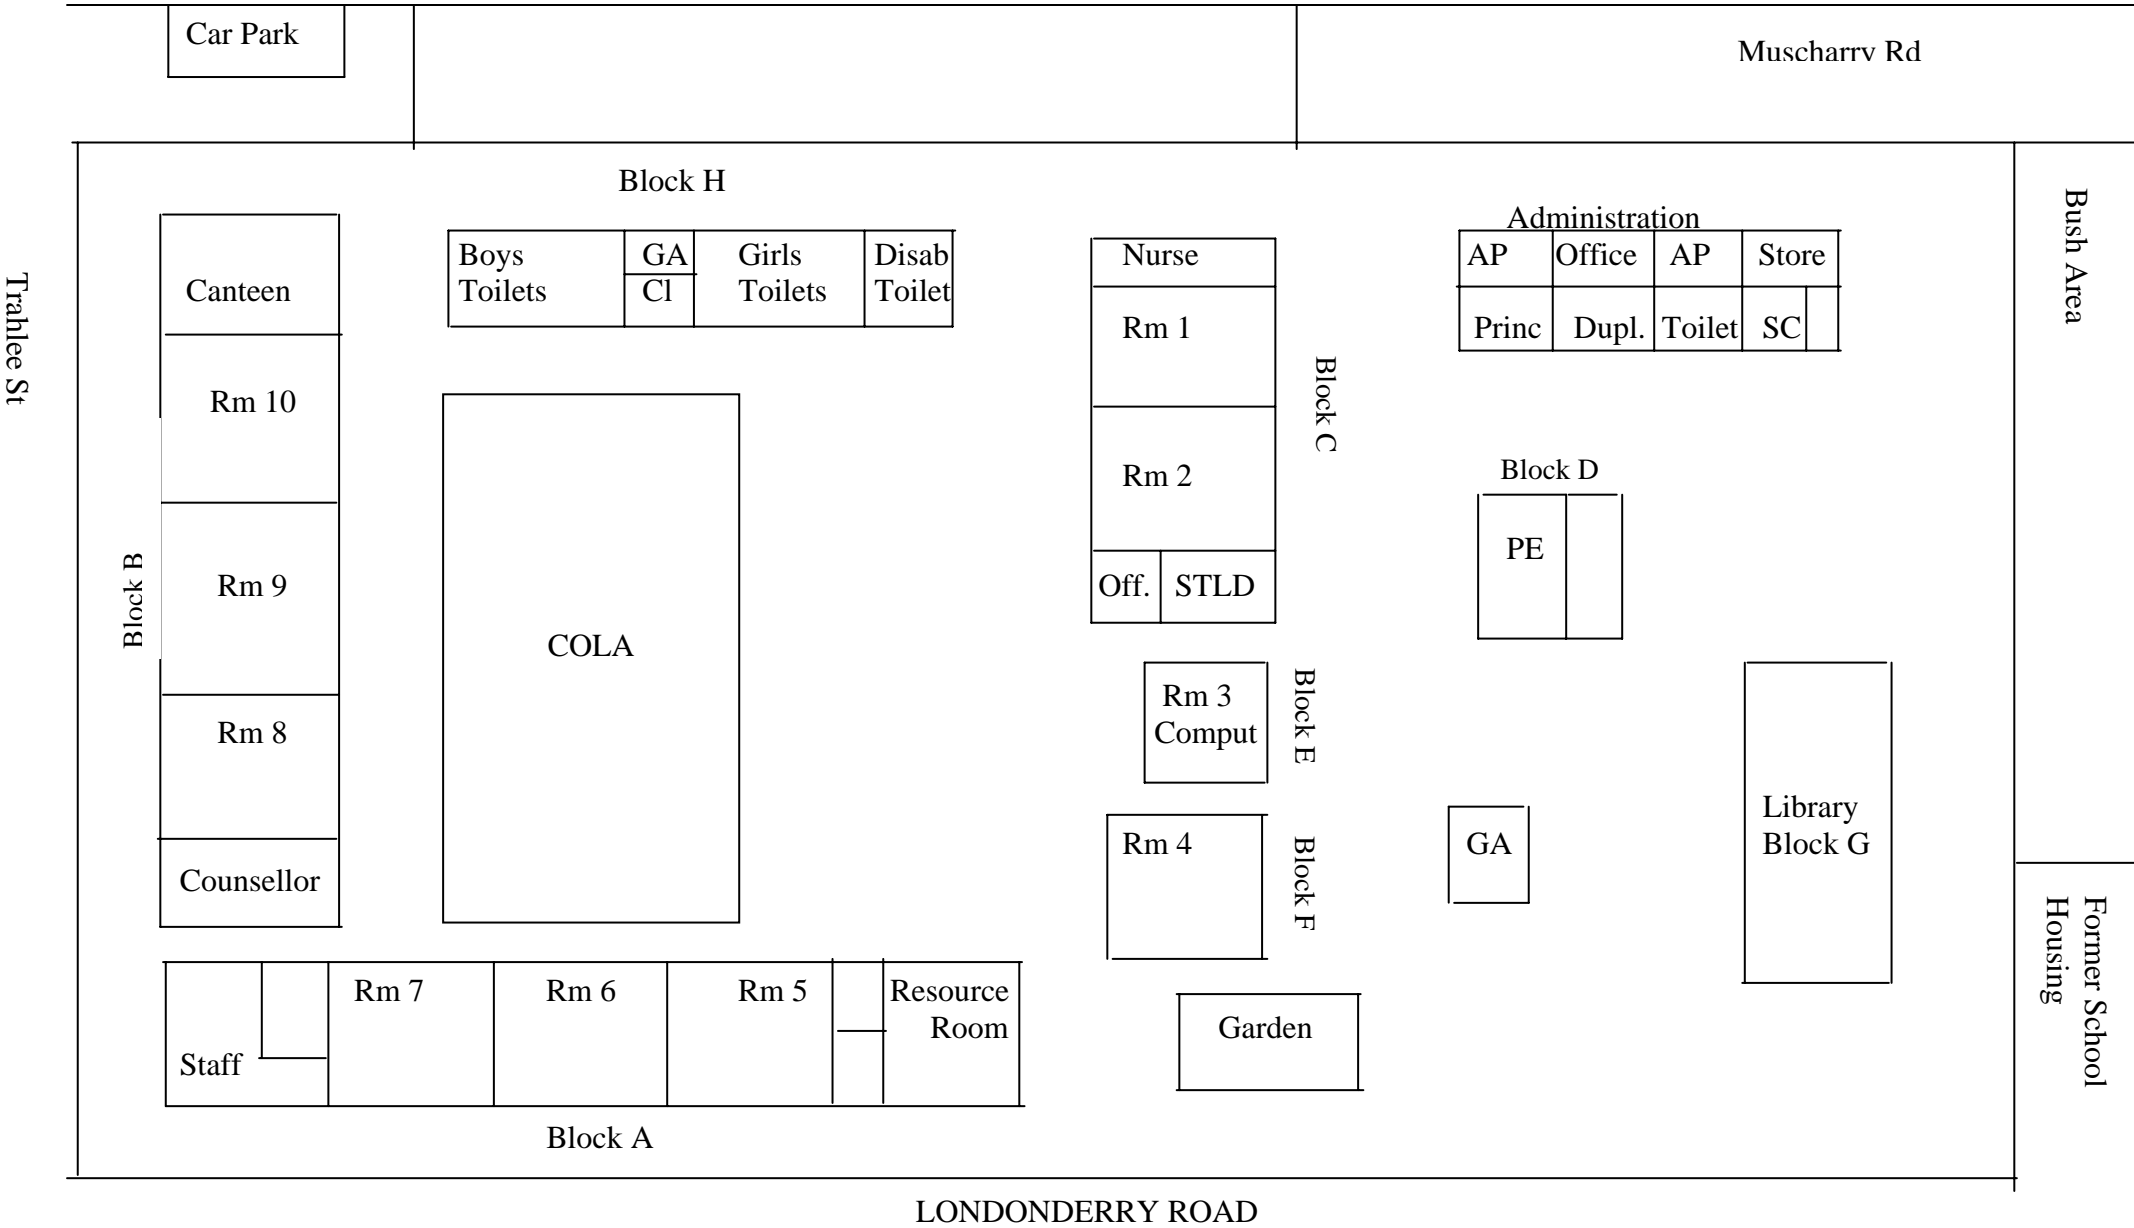 Car Park
Muscharry Rd
Block H
Administration
Boys
Toilets
GA
Cl
Girls
Toilets
Disab
Toilet
Nurse
AP
Office
AP
Store
Princ
Dupl.
Toilet
SC
Bush Area
Trahlee St
Canteen
Rm 1
Block C
Rm 10
Rm 2
Block D
PE
Block B
Rm 9
Off.
STLD
COLA
Rm 3
Comput
Block E
Rm 8
Library
Block G
Rm 4
Block F
GA
Counsellor
Former School
Housing
Rm 7
Rm 6
Rm 5
Resource
Room
Garden
Staff
Block A
LONDONDERRY ROAD